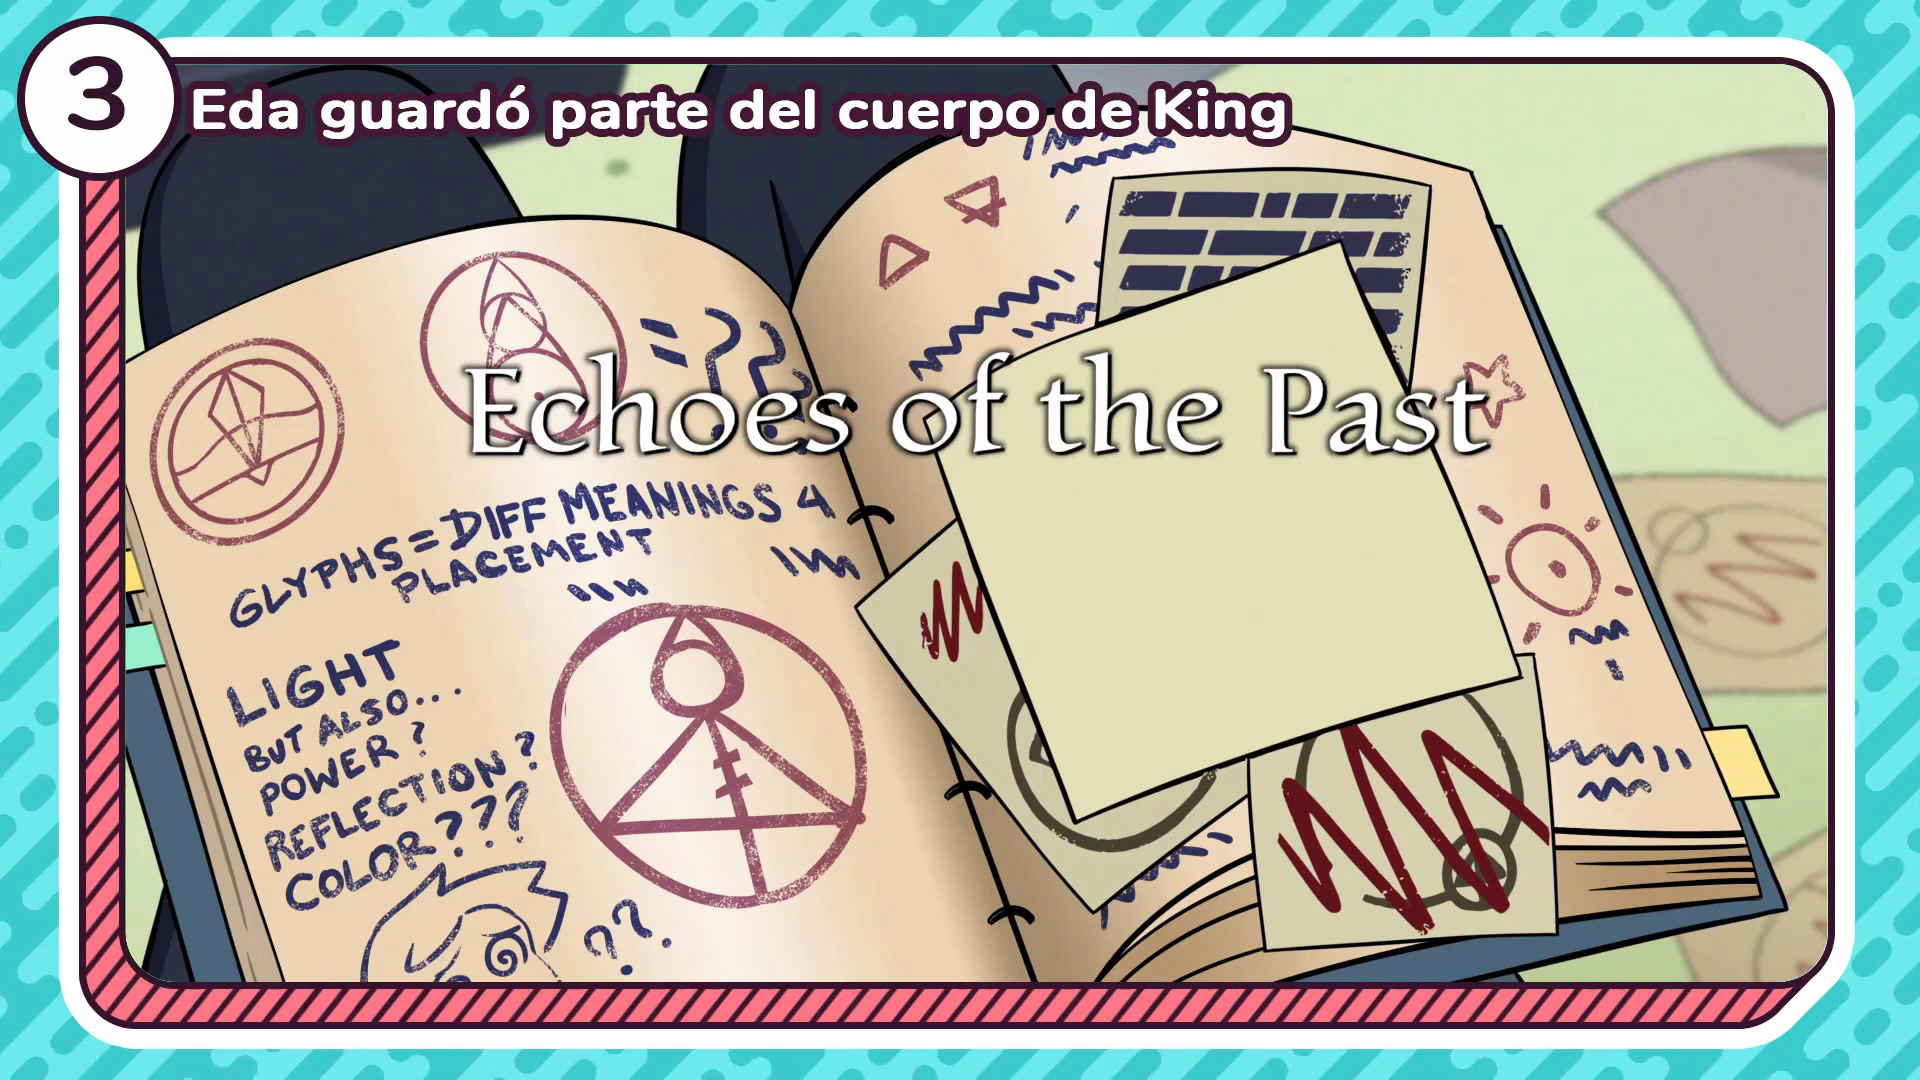 3
Eda guardó parte del cuerpo de King
= ??
Echoes of the Past
GLYPHS = DIFF MEANINGS 4
PLACEMENT
LIGHT
BUT ALSO...
POWER?
REFLECTION?
COLOR???
??.